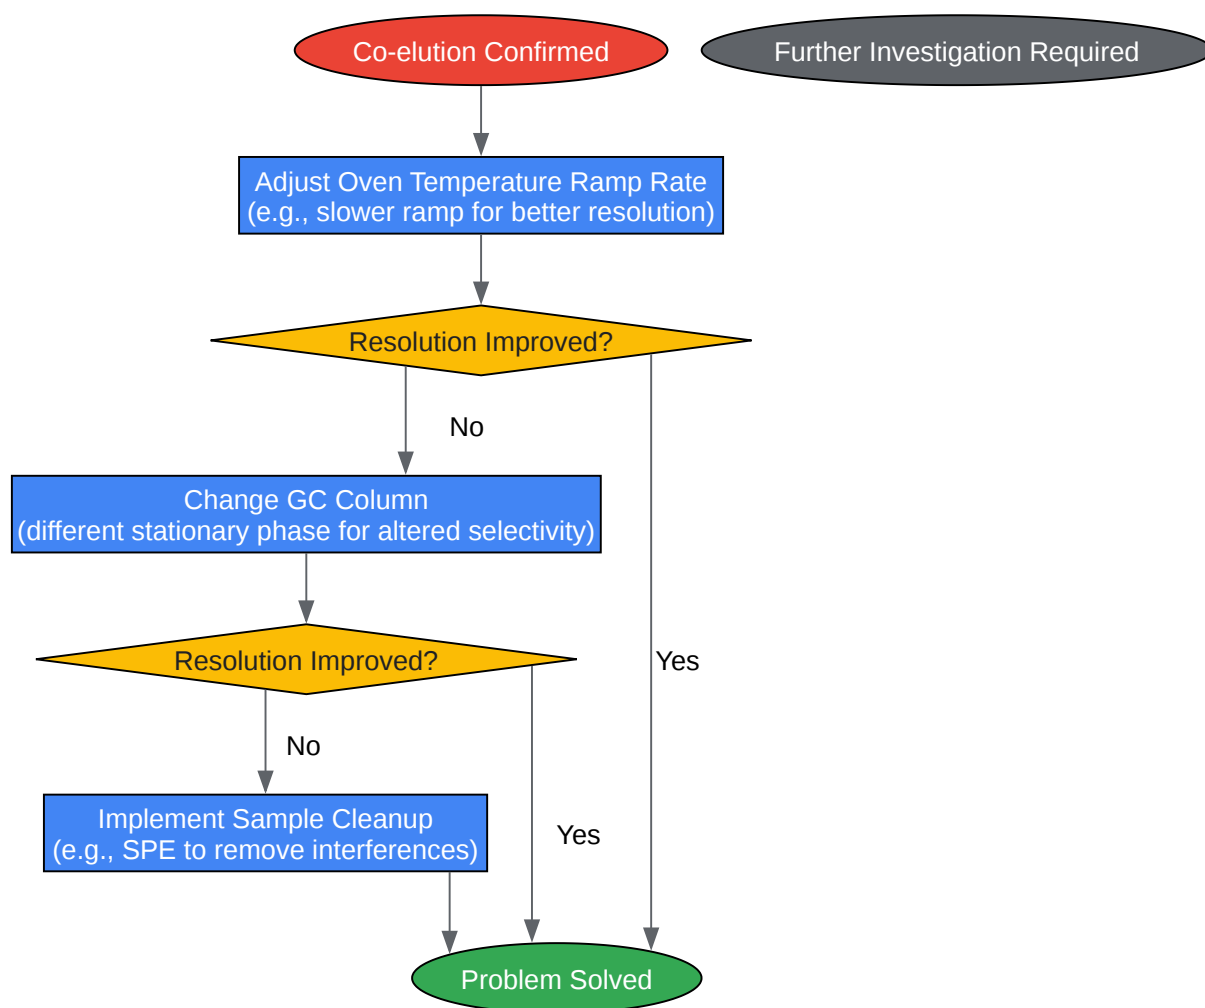 Co-elution Confirmed
Further Investigation Required
Adjust Oven Temperature Ramp Rate
(e.g., slower ramp for better resolution)
Resolution Improved?
No
Change GC Column
(different stationary phase for altered selectivity)
Resolution Improved?
Yes
No
Implement Sample Cleanup
(e.g., SPE to remove interferences)
Yes
Problem Solved